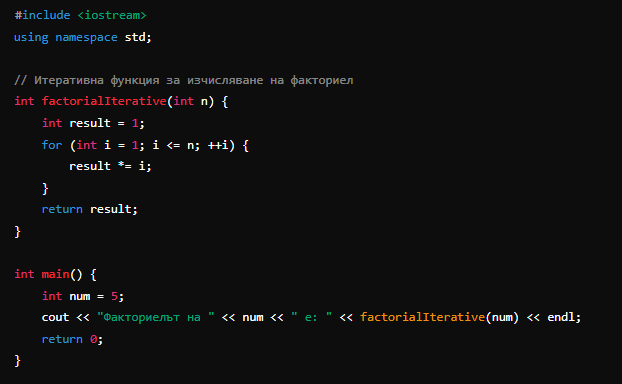 #include <iostream>
using namespace std;
// Итеративна функция за изчисляване на факториел
int factorialIterative(int n) {
    int result = 1;
    for (int i = 1; i <= n; ++i) {
        result *= i;
    }
    return result;
}
int main() {
    int num = 5;
    cout << "Факториелът на " << num << " е: " << factorialIterative(num) << endl;
    return 0;
}